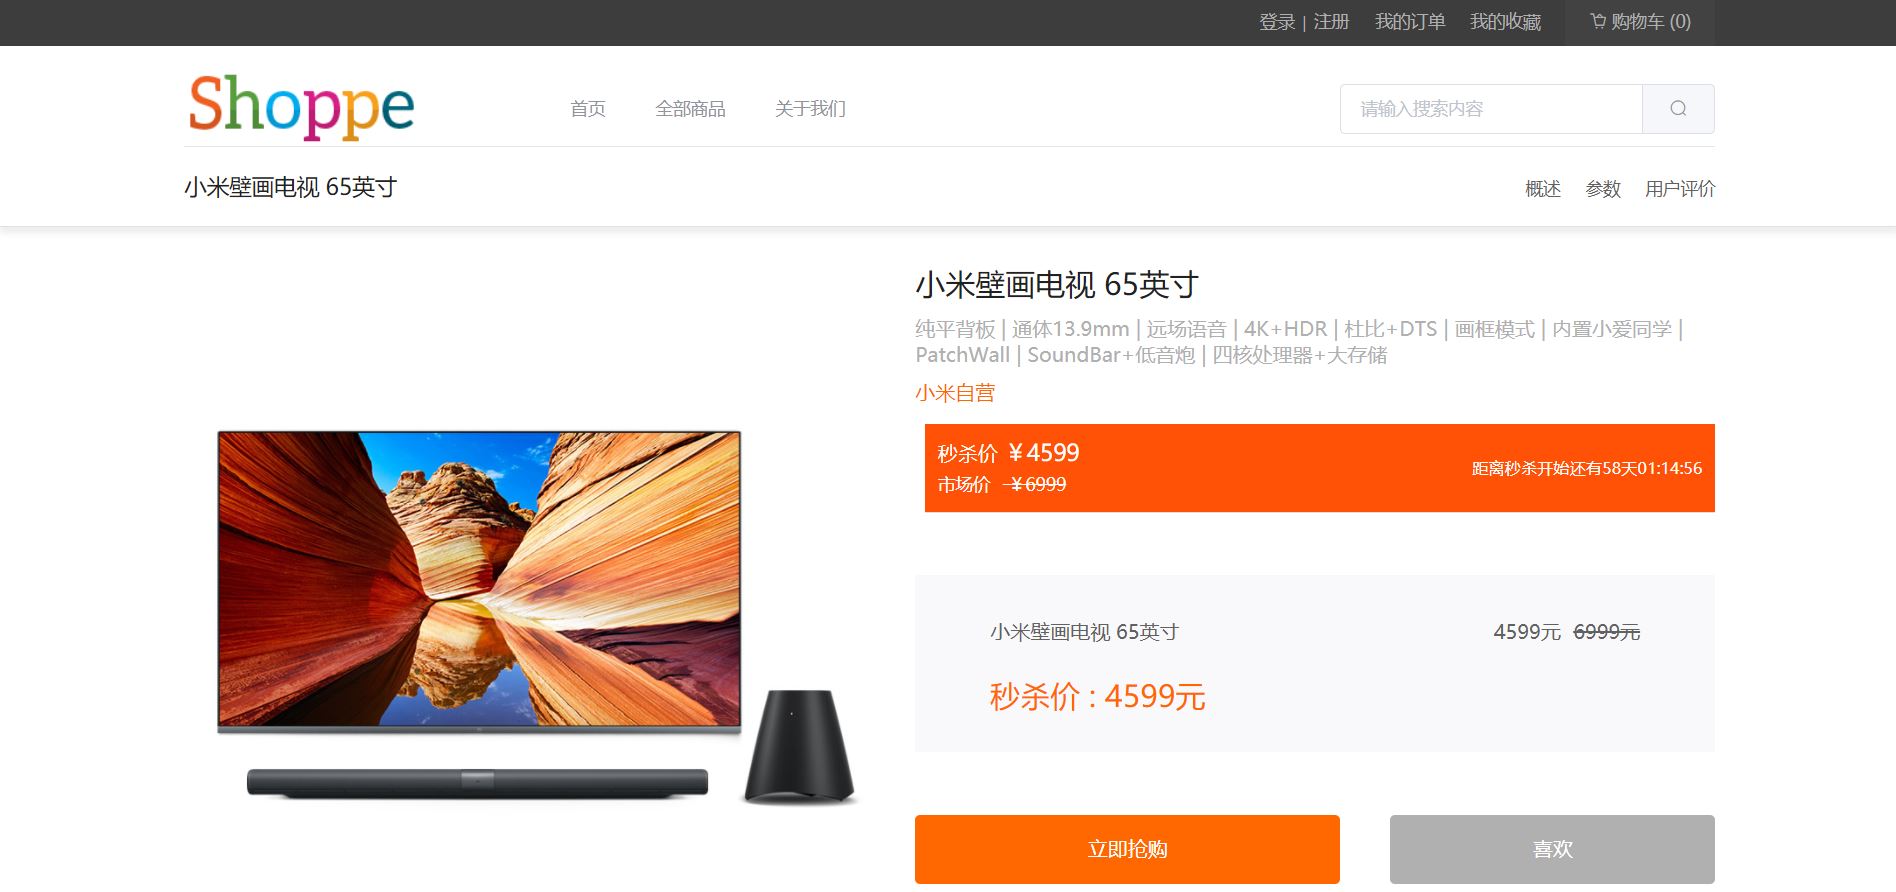 登录 | 注册 我的订单 我的收藏 购物车 (0)
Shoppe 首页 全部商品 关于我们 请输入搜索内容
小米壁画电视 65英寸 概述 参数 用户评价
小米壁画电视 65英寸
纯平背板 | 通体13.9mm | 远场语音 | 4K+HDR | 杜比+DTS | 画框模式 | 内置小爱同学 |
PatchWall | SoundBar+低音炮 | 四核处理器+大存储
小米自营
秒杀价 ￥4599
距离秒杀开始还有58天01:14:56
市场价 ￥6999
小米壁画电视 65英寸 4599元 6999元
秒杀价 : 4599元
立即抢购 喜欢